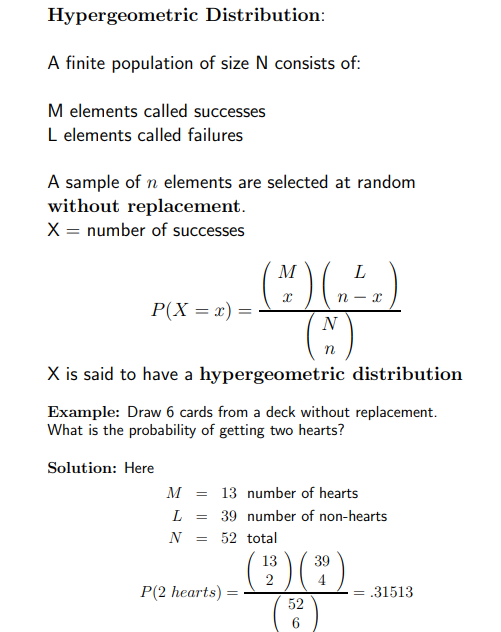 Hypergeometric Distribution:
A finite population of size N consists of:
M elements called successes
L elements called failures
A sample of n elements are selected at random
without replacement.
X = number of successes
P(X = x) = \frac{\binom{M}{x}\binom{L}{n-x}}{\binom{N}{n}}
X is said to have a hypergeometric distribution
Example: Draw 6 cards from a deck without replacement.
What is the probability of getting two hearts?
Solution: Here
M = 13 number of hearts
L = 39 number of non-hearts
N = 52 total
P(2 hearts) = \frac{\binom{13}{2}\binom{39}{4}}{\binom{52}{6}} = .31513